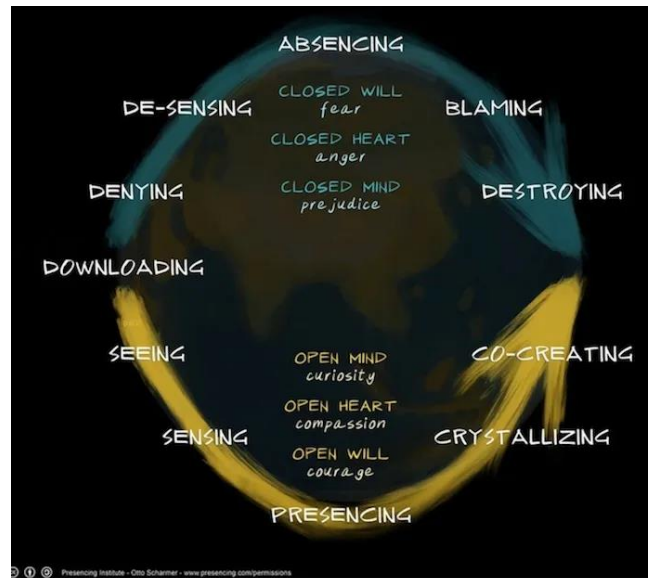 ABSENCING
DE-SENSING
CLOSED WILL
fear
BLAMING
CLOSED HEART
anger
DENYING
CLOSED MIND
prejudice
DESTROYING
DOWNLOADING
SEEING
OPEN MIND
curiosity
CO-CREATING
SENSING
OPEN HEART
compassion
CRYSTALLIZING
OPEN WILL
courage
PRESENCING
Presencing Institute - Otto Scharmer - www.presencing.com/permissions